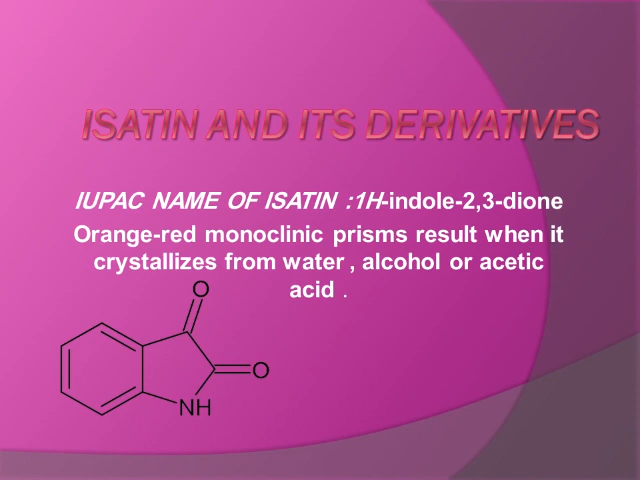 ISATIN AND ITS DERIVATIVES
IUPAC NAME OF ISATIN :1H-indole-2,3-dione
Orange-red monoclinic prisms result when it
crystallizes from water , alcohol or acetic
acid .
O
O
NH